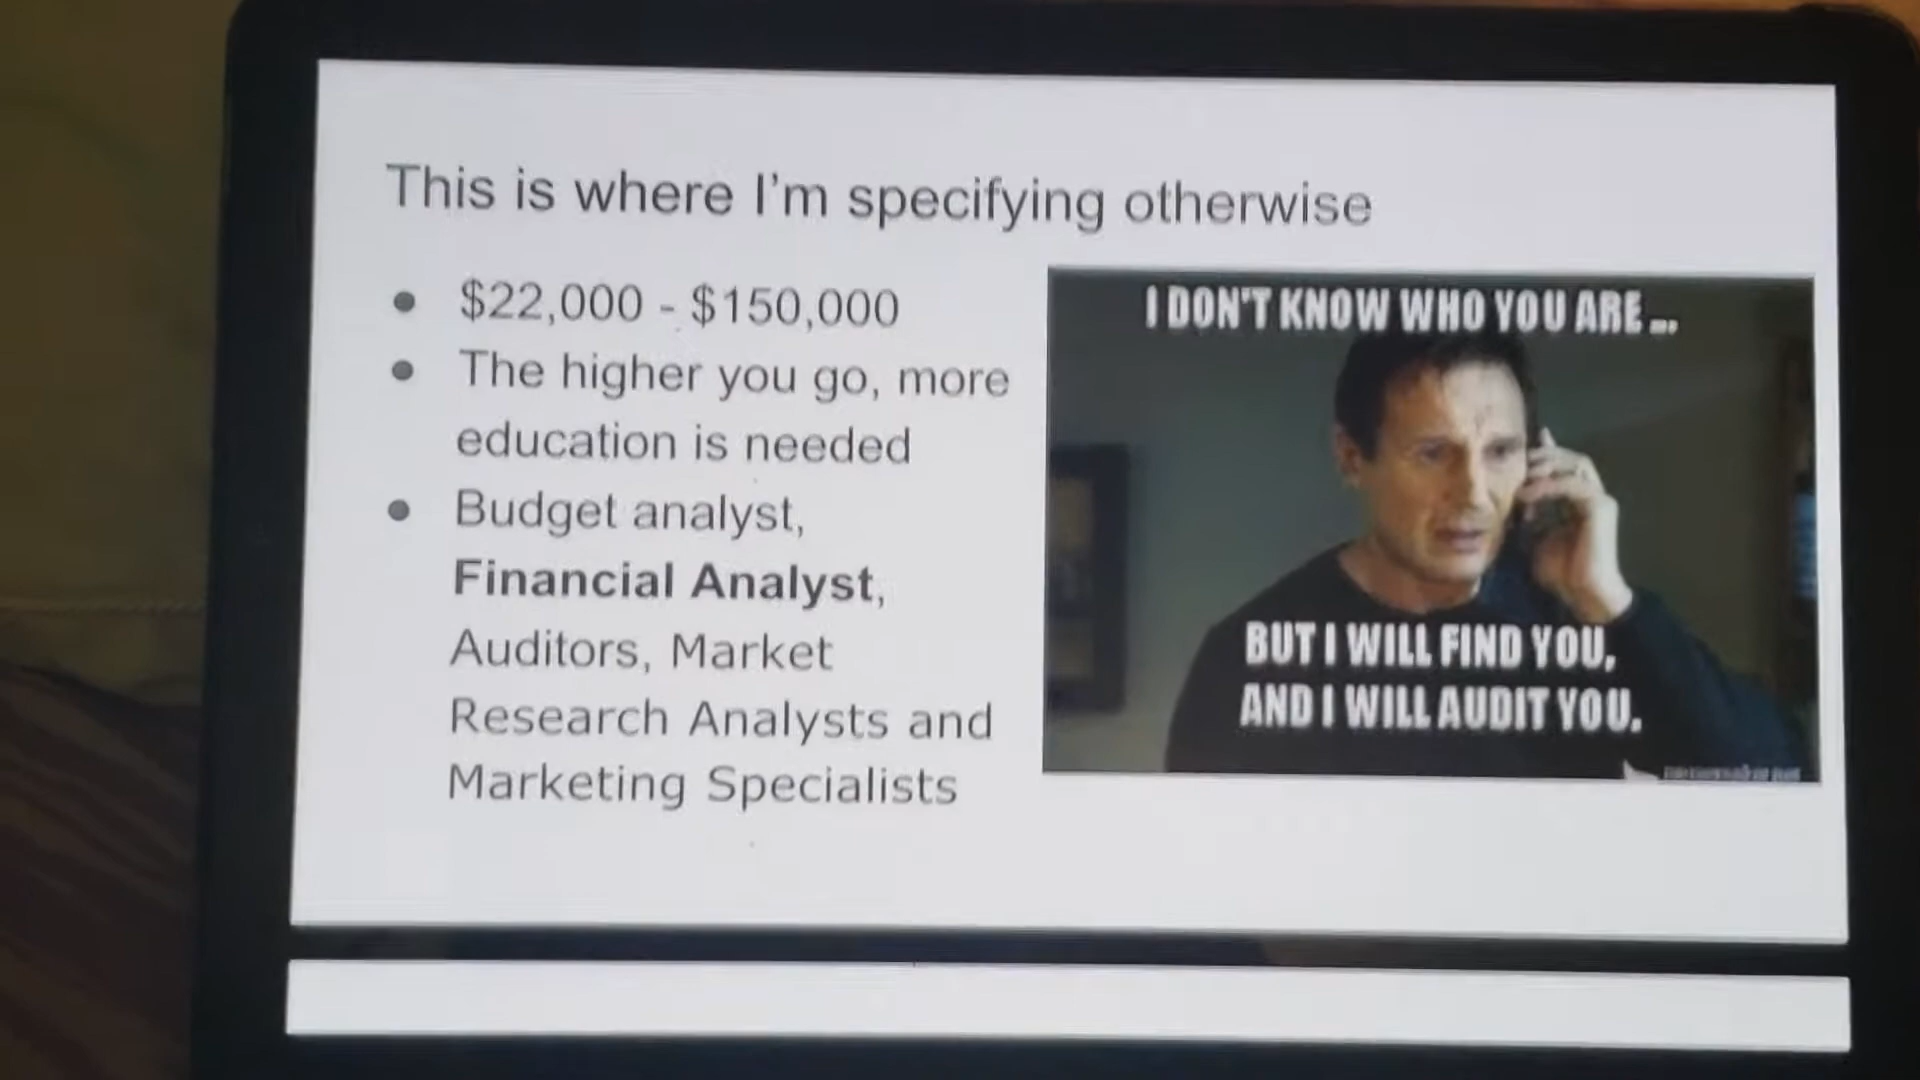 This is where I'm specifying otherwise
• $22,000 - $150,000
• The higher you go, more
education is needed
• Budget analyst,
Financial Analyst,
Auditors, Market
Research Analysts and
Marketing Specialists
I DON'T KNOW WHO YOU ARE...
BUT I WILL FIND YOU,
AND I WILL AUDIT YOU.